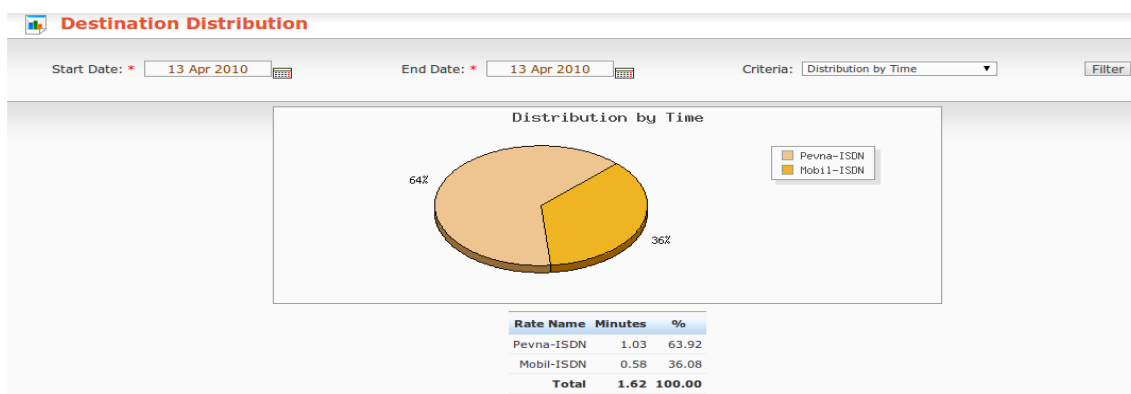 Destination Distribution
Start Date: * 13 Apr 2010 End Date: * 13 Apr 2010 Criteria: Distribution by Time Filter
Distribution by Time
Pevna-ISDN
Mobil-ISDN
64%
36%
Rate Name Minutes %
Pevna-ISDN 1.03 63.92
Mobil-ISDN 0.58 36.08
Total 1.62 100.00